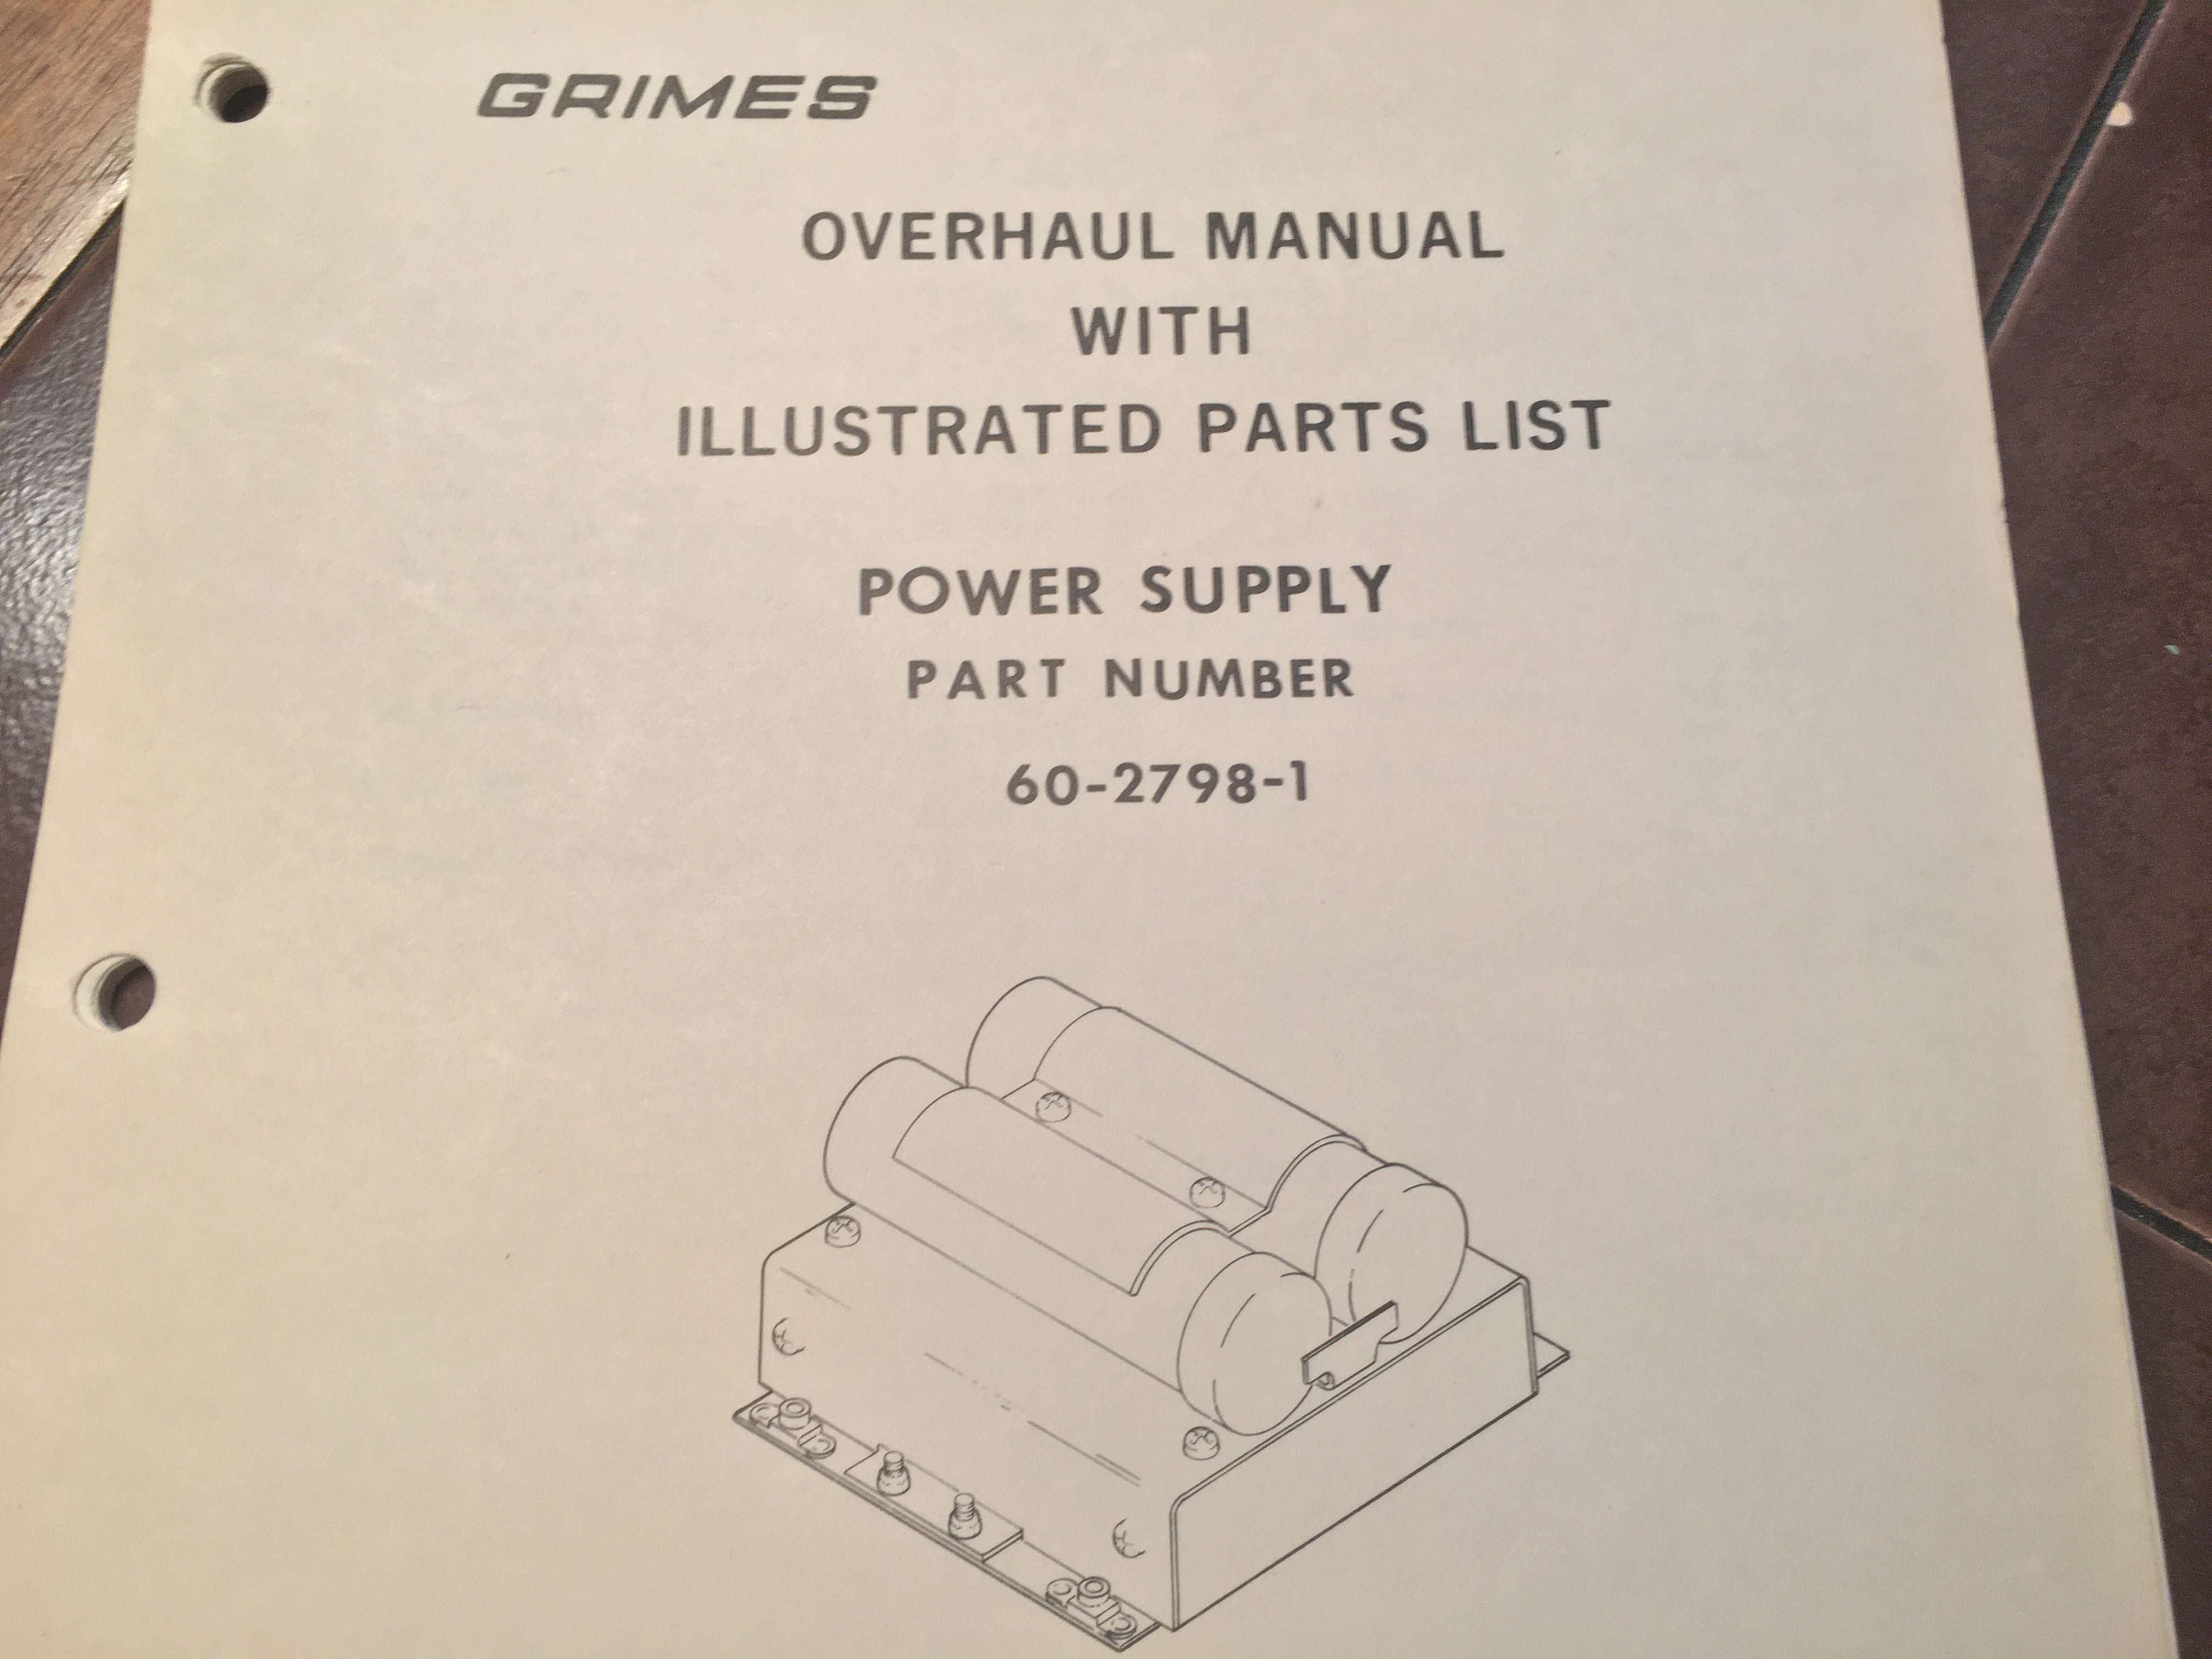 GRIMES
OVERHAUL MANUAL
WITH
ILLUSTRATED PARTS LIST
POWER SUPPLY
PART NUMBER
60-2798-1